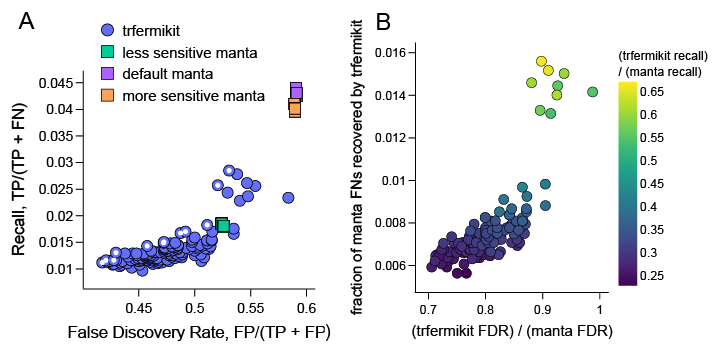 A
trfermikit
less sensitive manta
default manta
more sensitive manta
0.045
0.04
0.035
0.03
0.025
0.02
0.015
0.01
Recall, TP/(TP + FN)
0.45
0.5
0.55
0.6
False Discovery Rate, FP/(TP + FP)
B
0.016
0.014
0.012
0.01
0.008
0.006
fraction of manta FNs recovered by trfermikit
0.7
0.8
0.9
1
(trfermikit FDR) / (manta FDR)
(trfermikit recall)
/ (manta recall)
0.65
0.6
0.55
0.5
0.45
0.4
0.35
0.3
0.25